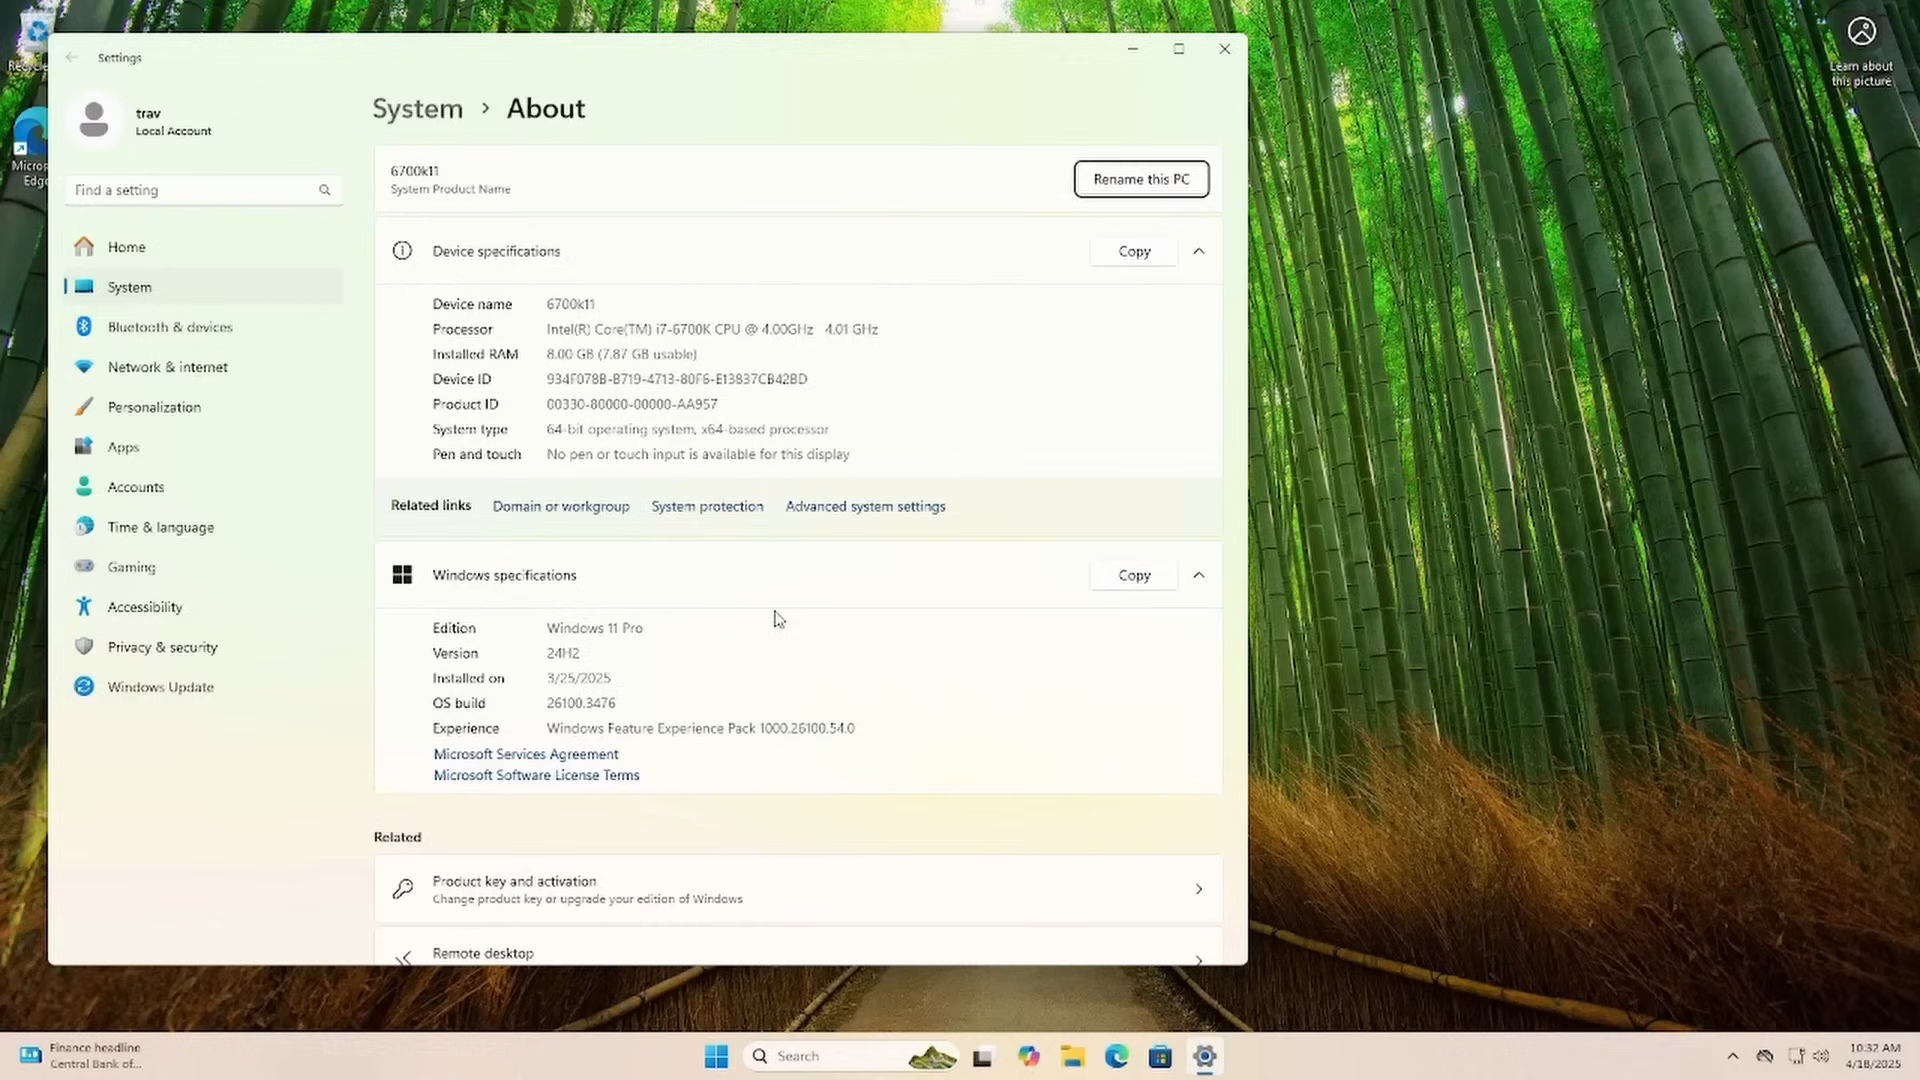 Settings
trav
Local Account
Find a setting
Home
System
Bluetooth & devices
Network & internet
Personalization
Apps
Accounts
Time & language
Gaming
Accessibility
Privacy & security
Windows Update
System > About
6700k11
System Product Name
Rename this PC
Device specifications
Copy
Device name 6700k11
Processor Intel(R) Core(TM) i7-6700K CPU @ 4.00GHz 4.01 GHz
Installed RAM 8.00 GB (7.87 GB usable)
Device ID 934F078B-B719-4713-80F6-E13837CB42BD
Product ID 00330-80000-00000-AA957
System type 64-bit operating system, x64-based processor
Pen and touch No pen or touch input is available for this display
Related links Domain or workgroup System protection Advanced system settings
Windows specifications
Copy
Edition Windows 11 Pro
Version 24H2
Installed on 3/25/2025
OS build 26100.3476
Experience Windows Feature Experience Pack 1000.26100.54.0
Microsoft Services Agreement
Microsoft Software License Terms
Related
Product key and activation
Change product key or upgrade your edition of Windows
Remote desktop
Learn about
this picture
Finance headline
Central Bank of...
Search
10:32 AM
4/18/2025